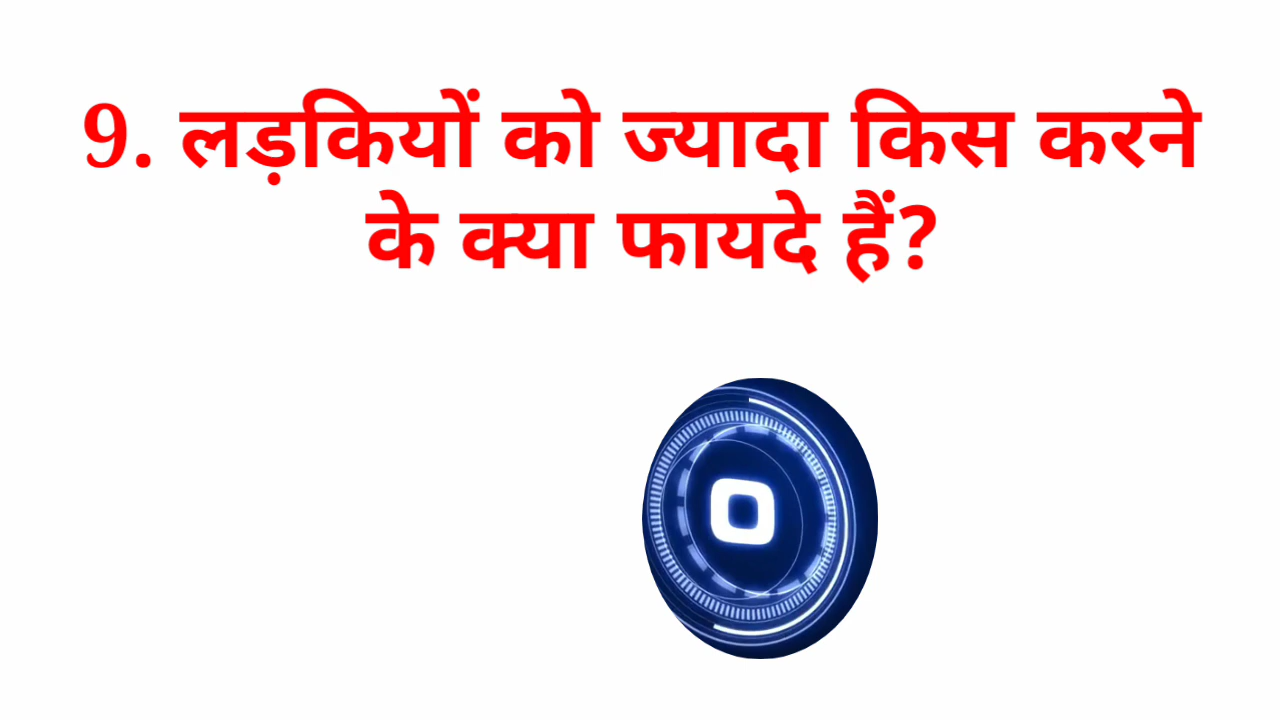 9. लड़कियों को ज्यादा किस करने
के क्या फायदे हैं?